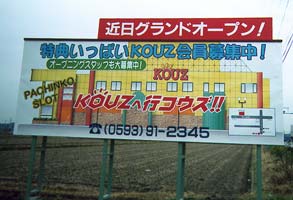 近日グランドオープン!
特典いっぱいKOUZ会員募集中!
オープニングスタッフも大募集中!
KOUZ
PACHINKO
SLOT
KOUZへ行コウズ!!
☎(0593)91-2345